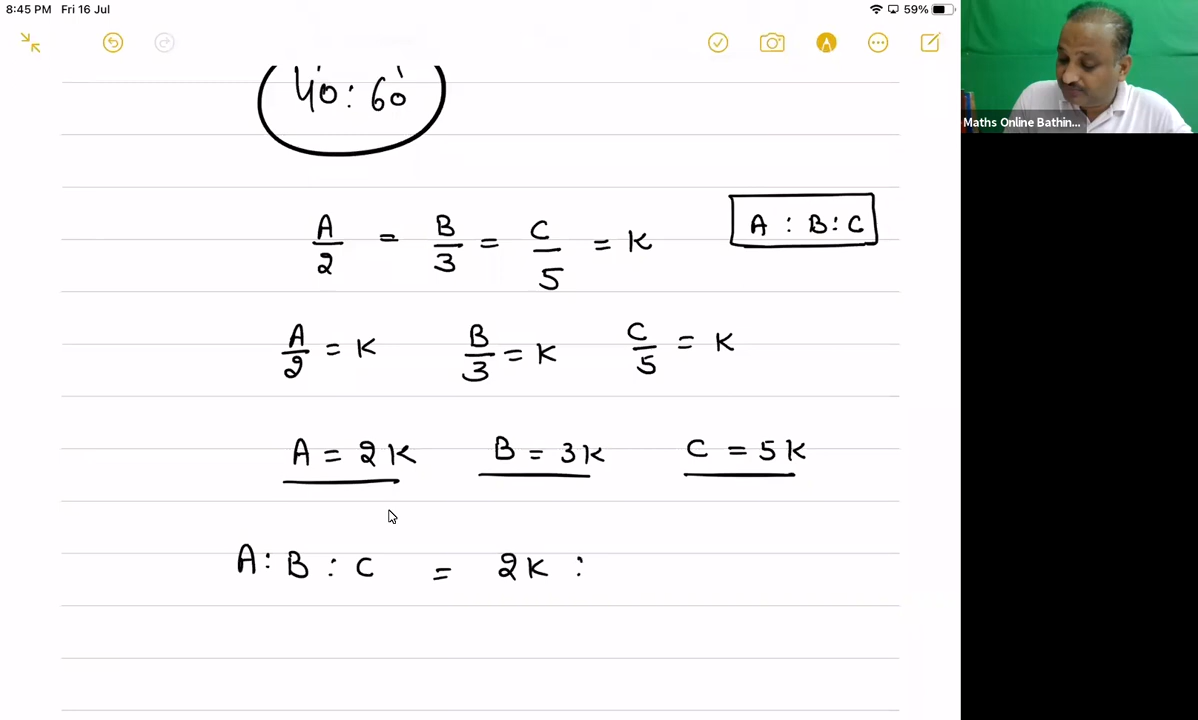 8:45 PM Fri 16 Jul 59%
40 : 60
Maths Online Bathin...
A/2 = B/3 = C/5 = K
A : B : C
A/2 = K B/3 = K C/5 = K
A = 2K B = 3K C = 5K
A : B : C = 2K :